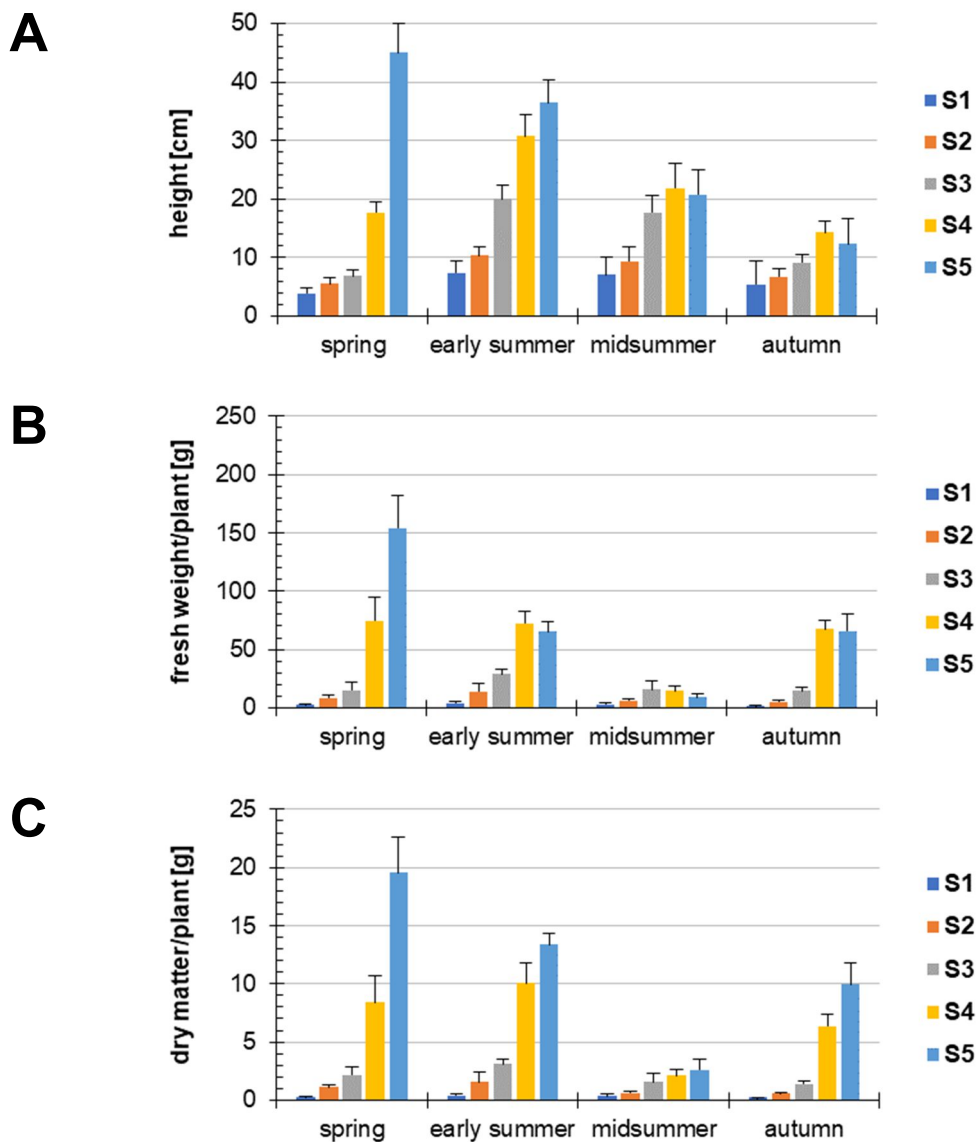 A
height [cm]
50
40
30
20
10
0
spring early summer midsummer autumn
S1
S2
S3
S4
S5
B
fresh weight/plant [g]
250
200
150
100
50
0
spring early summer midsummer autumn
S1
S2
S3
S4
S5
C
dry matter/plant [g]
25
20
15
10
5
0
spring early summer midsummer autumn
S1
S2
S3
S4
S5